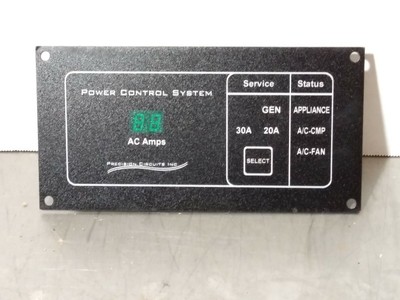 POWER CONTROL SYSTEM
AC Amps
PRECISION CIRCUITS INC
Service
GEN
30A 20A
SELECT
Status
APPLIANCE
A/C-CMP
A/C-FAN